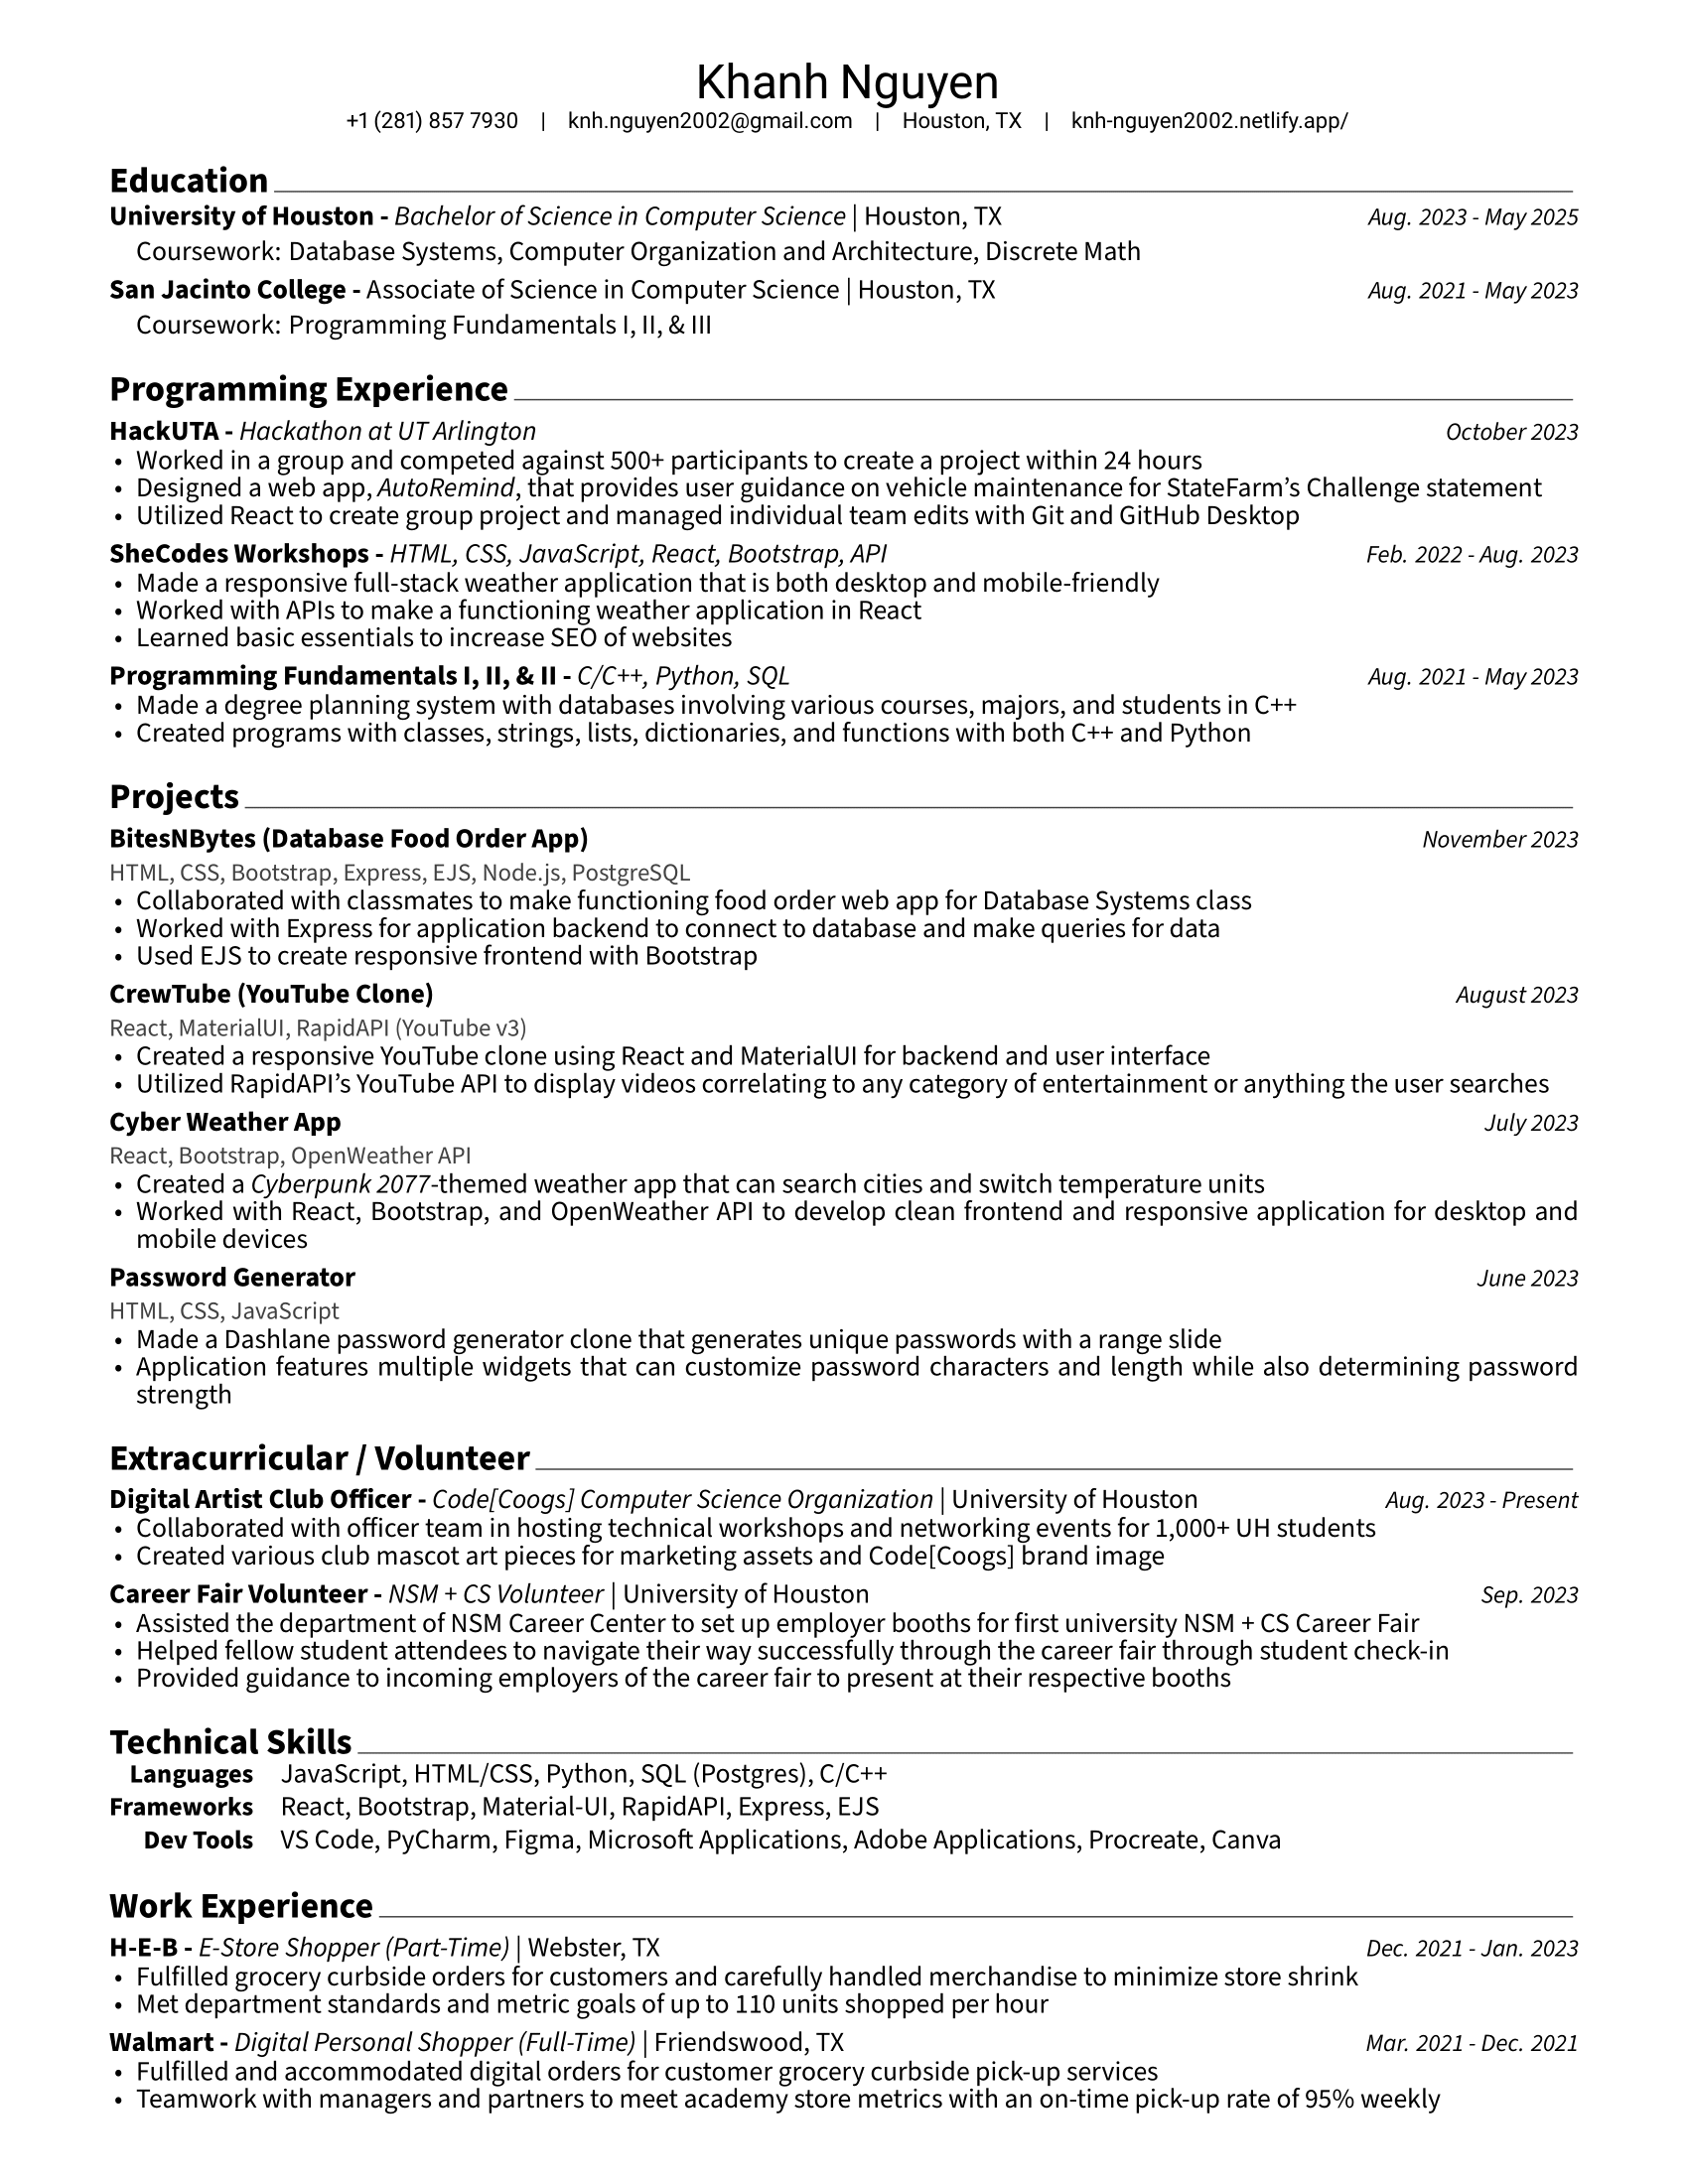 Khanh Nguyen
+1 (281) 857 7930 | knh.nguyen2002@gmail.com | Houston, TX | knh-nguyen2002.netlify.app/
Education
University of Houston - Bachelor of Science in Computer Science | Houston, TX Aug. 2023 - May 2025
Coursework: Database Systems, Computer Organization and Architecture, Discrete Math
San Jacinto College - Associate of Science in Computer Science | Houston, TX Aug. 2021 - May 2023
Coursework: Programming Fundamentals I, II, & III
Programming Experience
HackUTA - Hackathon at UT Arlington October 2023
• Worked in a group and competed against 500+ participants to create a project within 24 hours
• Designed a web app, AutoRemind, that provides user guidance on vehicle maintenance for StateFarm’s Challenge statement
• Utilized React to create group project and managed individual team edits with Git and GitHub Desktop
SheCodes Workshops - HTML, CSS, JavaScript, React, Bootstrap, API Feb. 2022 - Aug. 2023
• Made a responsive full-stack weather application that is both desktop and mobile-friendly
• Worked with APIs to make a functioning weather application in React
• Learned basic essentials to increase SEO of websites
Programming Fundamentals I, II, & II - C/C++, Python, SQL Aug. 2021 - May 2023
• Made a degree planning system with databases involving various courses, majors, and students in C++
• Created programs with classes, strings, lists, dictionaries, and functions with both C++ and Python
Projects
BitesNBytes (Database Food Order App) November 2023
HTML, CSS, Bootstrap, Express, EJS, Node.js, PostgreSQL
• Collaborated with classmates to make functioning food order web app for Database Systems class
• Worked with Express for application backend to connect to database and make queries for data
• Used EJS to create responsive frontend with Bootstrap
CrewTube (YouTube Clone) August 2023
React, MaterialUI, RapidAPI (YouTube v3)
• Created a responsive YouTube clone using React and MaterialUI for backend and user interface
• Utilized RapidAPI’s YouTube API to display videos correlating to any category of entertainment or anything the user searches
Cyber Weather App July 2023
React, Bootstrap, OpenWeather API
• Created a Cyberpunk 2077-themed weather app that can search cities and switch temperature units
• Worked with React, Bootstrap, and OpenWeather API to develop clean frontend and responsive application for desktop and
mobile devices
Password Generator June 2023
HTML, CSS, JavaScript
• Made a Dashlane password generator clone that generates unique passwords with a range slide
• Application features multiple widgets that can customize password characters and length while also determining password
strength
Extracurricular / Volunteer
Digital Artist Club Officer - Code[Coogs] Computer Science Organization | University of Houston Aug. 2023 - Present
• Collaborated with officer team in hosting technical workshops and networking events for 1,000+ UH students
• Created various club mascot art pieces for marketing assets and Code[Coogs] brand image
Career Fair Volunteer - NSM + CS Volunteer | University of Houston Sep. 2023
• Assisted the department of NSM Career Center to set up employer booths for first university NSM + CS Career Fair
• Helped fellow student attendees to navigate their way successfully through the career fair through student check-in
• Provided guidance to incoming employers of the career fair to present at their respective booths
Technical Skills
Languages JavaScript, HTML/CSS, Python, SQL (Postgres), C/C++
Frameworks React, Bootstrap, Material-UI, RapidAPI, Express, EJS
Dev Tools VS Code, PyCharm, Figma, Microsoft Applications, Adobe Applications, Procreate, Canva
Work Experience
H-E-B - E-Store Shopper (Part-Time) | Webster, TX Dec. 2021 - Jan. 2023
• Fulfilled grocery curbside orders for customers and carefully handled merchandise to minimize store shrink
• Met department standards and metric goals of up to 110 units shopped per hour
Walmart - Digital Personal Shopper (Full-Time) | Friendswood, TX Mar. 2021 - Dec. 2021
• Fulfilled and accommodated digital orders for customer grocery curbside pick-up services
• Teamwork with managers and partners to meet academy store metrics with an on-time pick-up rate of 95% weekly